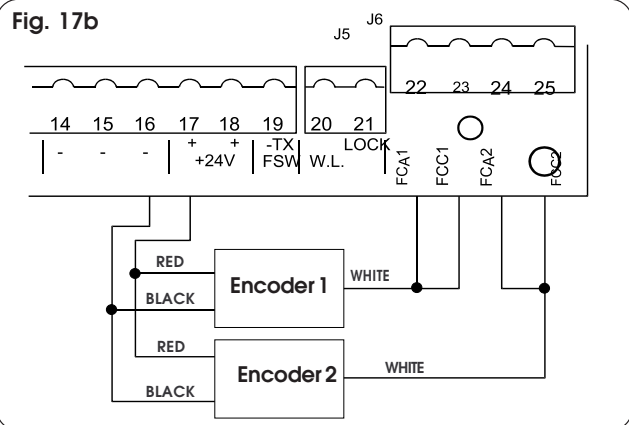 Fig. 17b
J5 J6
22 23 24 25
14 15 16 17 18 19 20 21
- - - + + -TX LOCK
+24V FSW W.L.
FCA1 FCC1 FCA2 FCC2
RED
Encoder 1 WHITE
BLACK
RED
Encoder 2 WHITE
BLACK